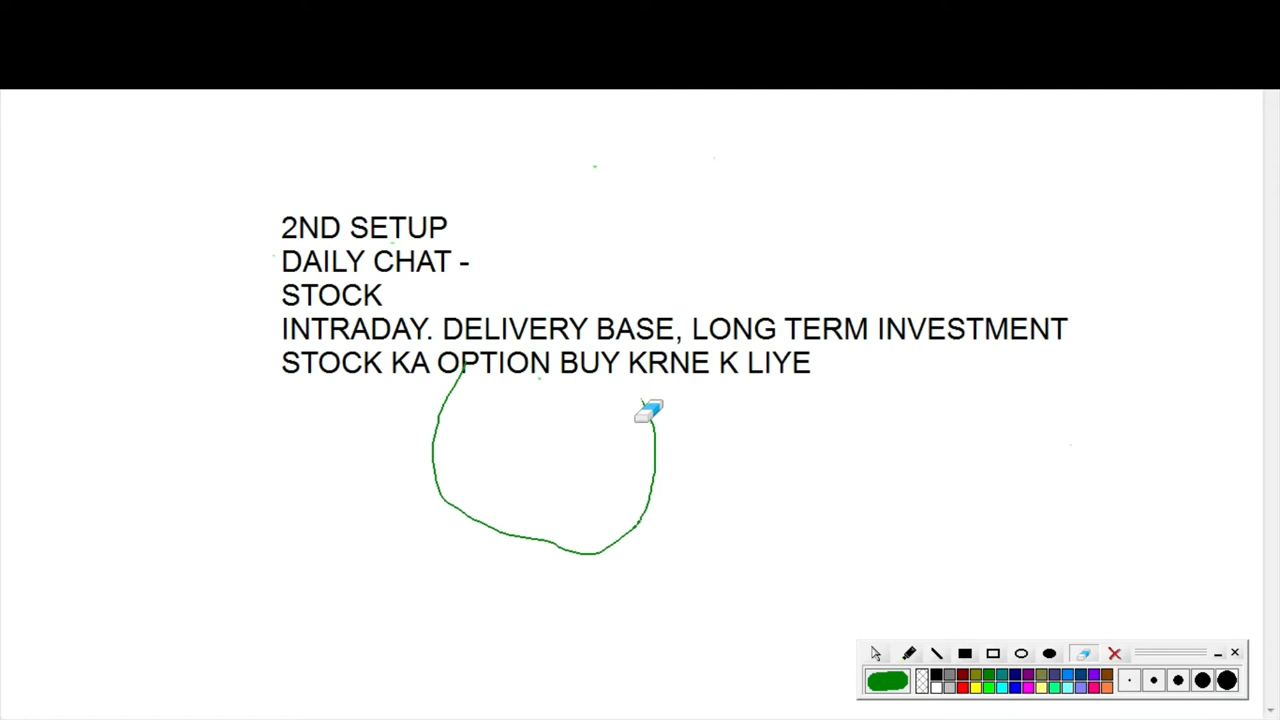 2ND SETUP
DAILY CHAT -
STOCK
INTRADAY. DELIVERY BASE, LONG TERM INVESTMENT
STOCK KA OPTION BUY KRNE K LIYE